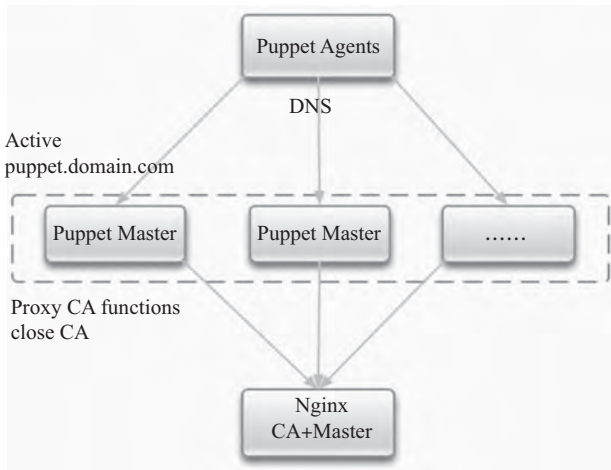 Puppet Agents
DNS
Active
puppet.domain.com
Puppet Master
Puppet Master
......
Proxy CA functions
close CA
Nginx
CA+Master